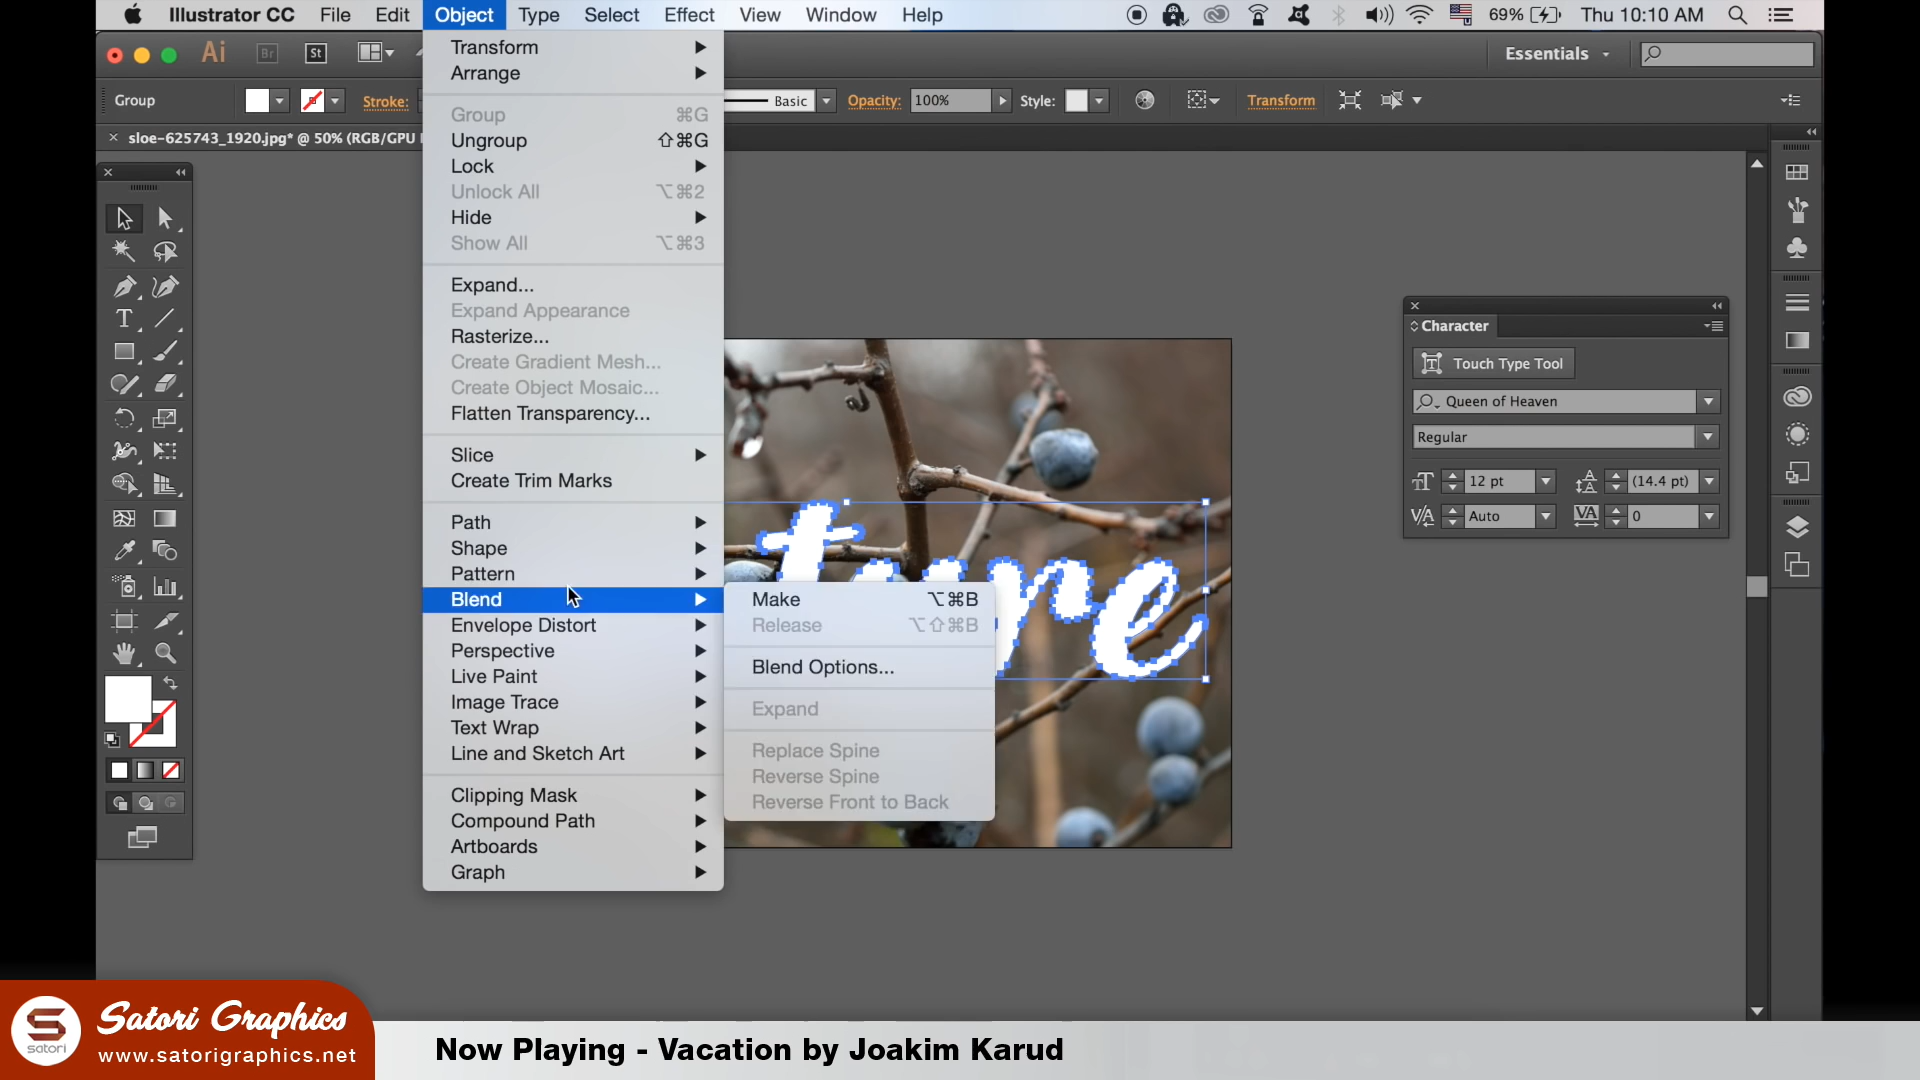 Illustrator CC File Edit Object Type Select Effect View Window Help 69% Thu 10:10 AM
Ai Br St Essentials
Group Stroke: Basic Opacity: 100% Style: Transform
× sloe-625743_1920.jpg* @ 50% (RGB/GPU
Transform
Arrange
Group ⌘G
Ungroup ⇧⌘G
Lock
Unlock All ⌥⌘2
Hide
Show All ⌥⌘3
Expand...
Expand Appearance
Rasterize...
Create Gradient Mesh...
Create Object Mosaic...
Flatten Transparency...
Slice
Create Trim Marks
Path
Shape
Pattern
Blend
Envelope Distort
Perspective
Live Paint
Image Trace
Text Wrap
Line and Sketch Art
Clipping Mask
Compound Path
Artboards
Graph
Make ⌥⌘B
Release ⌥⇧⌘B
Blend Options...
Expand
Replace Spine
Reverse Spine
Reverse Front to Back
Character
Touch Type Tool
Queen of Heaven
Regular
12 pt (14.4 pt)
Auto 0
Satori Graphics
satori
www.satorigraphics.net
Now Playing - Vacation by Joakim Karud